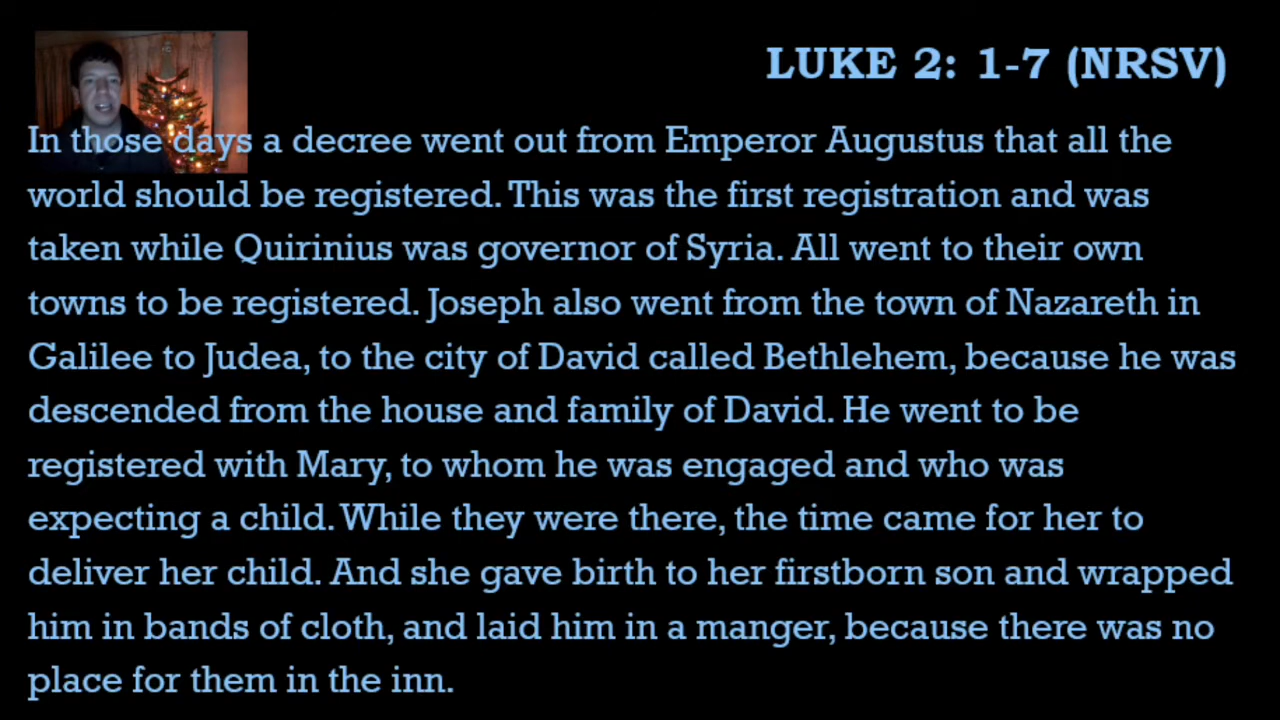 LUKE 2: 1-7 (NRSV)
In those days a decree went out from Emperor Augustus that all the
world should be registered. This was the first registration and was
taken while Quirinius was governor of Syria. All went to their own
towns to be registered. Joseph also went from the town of Nazareth in
Galilee to Judea, to the city of David called Bethlehem, because he was
descended from the house and family of David. He went to be
registered with Mary, to whom he was engaged and who was
expecting a child. While they were there, the time came for her to
deliver her child. And she gave birth to her firstborn son and wrapped
him in bands of cloth, and laid him in a manger, because there was no
place for them in the inn.